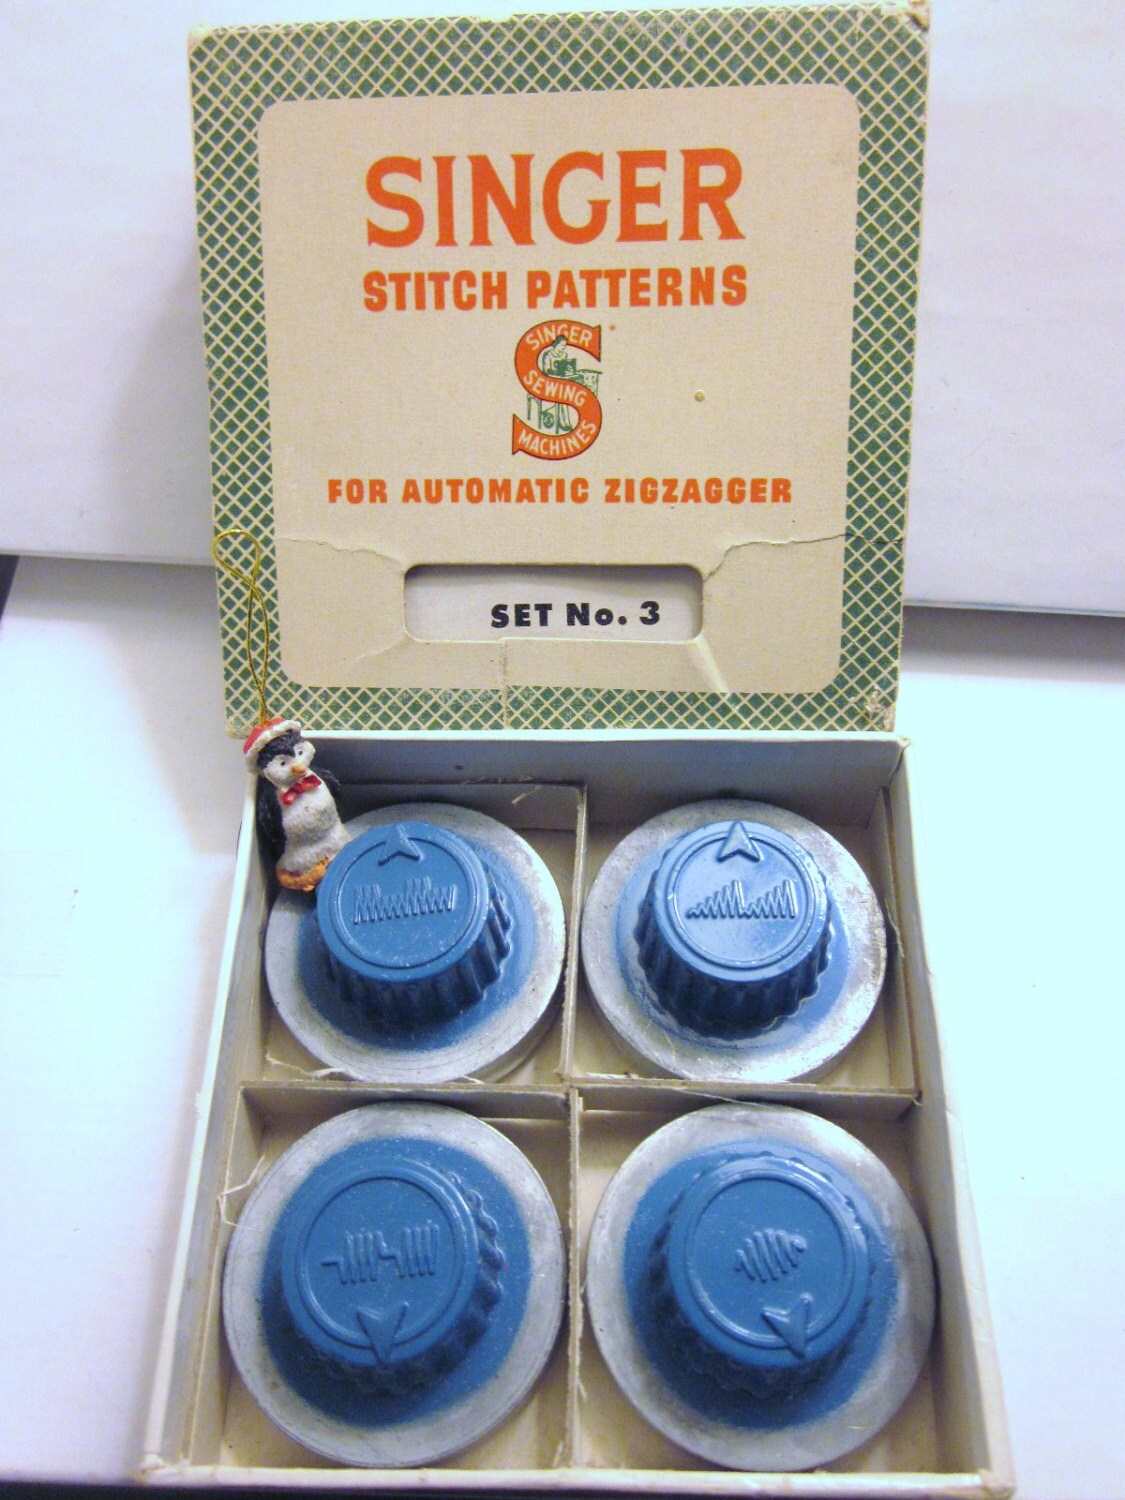 SINGER
STITCH PATTERNS
SINGER
SEWING
MACHINES
FOR AUTOMATIC ZIGZAGGER
SET No. 3